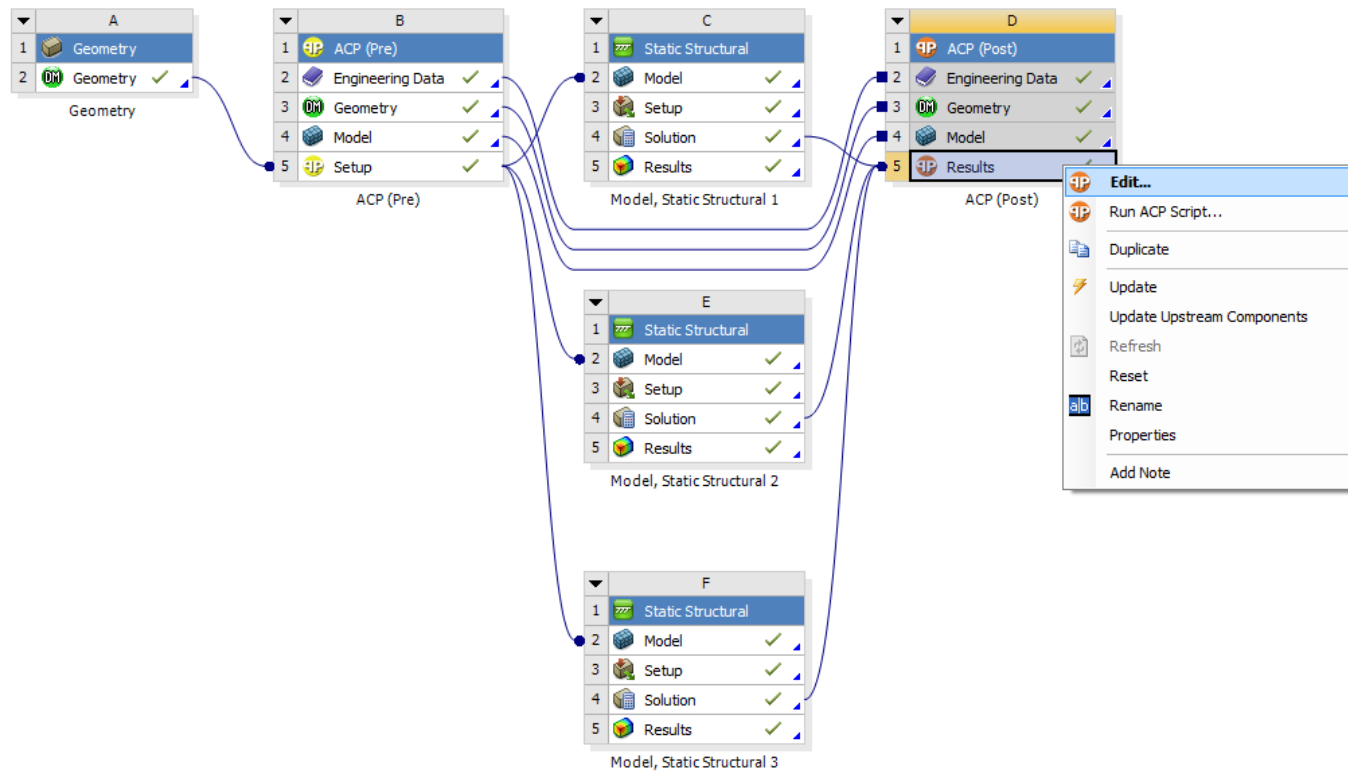 A
1 Geometry
2 DM Geometry
Geometry
B
1 ACP (Pre)
2 Engineering Data
3 DM Geometry
4 Model
5 Setup
ACP (Pre)
C
1 Static Structural
2 Model
3 Setup
4 Solution
5 Results
Model, Static Structural 1
D
1 ACP (Post)
2 Engineering Data
3 DM Geometry
4 Model
5 Results
ACP (Post)
Edit...
Run ACP Script...
Duplicate
Update
Update Upstream Components
Refresh
Reset
a|b Rename
Properties
Add Note
E
1 Static Structural
2 Model
3 Setup
4 Solution
5 Results
Model, Static Structural 2
F
1 Static Structural
2 Model
3 Setup
4 Solution
5 Results
Model, Static Structural 3